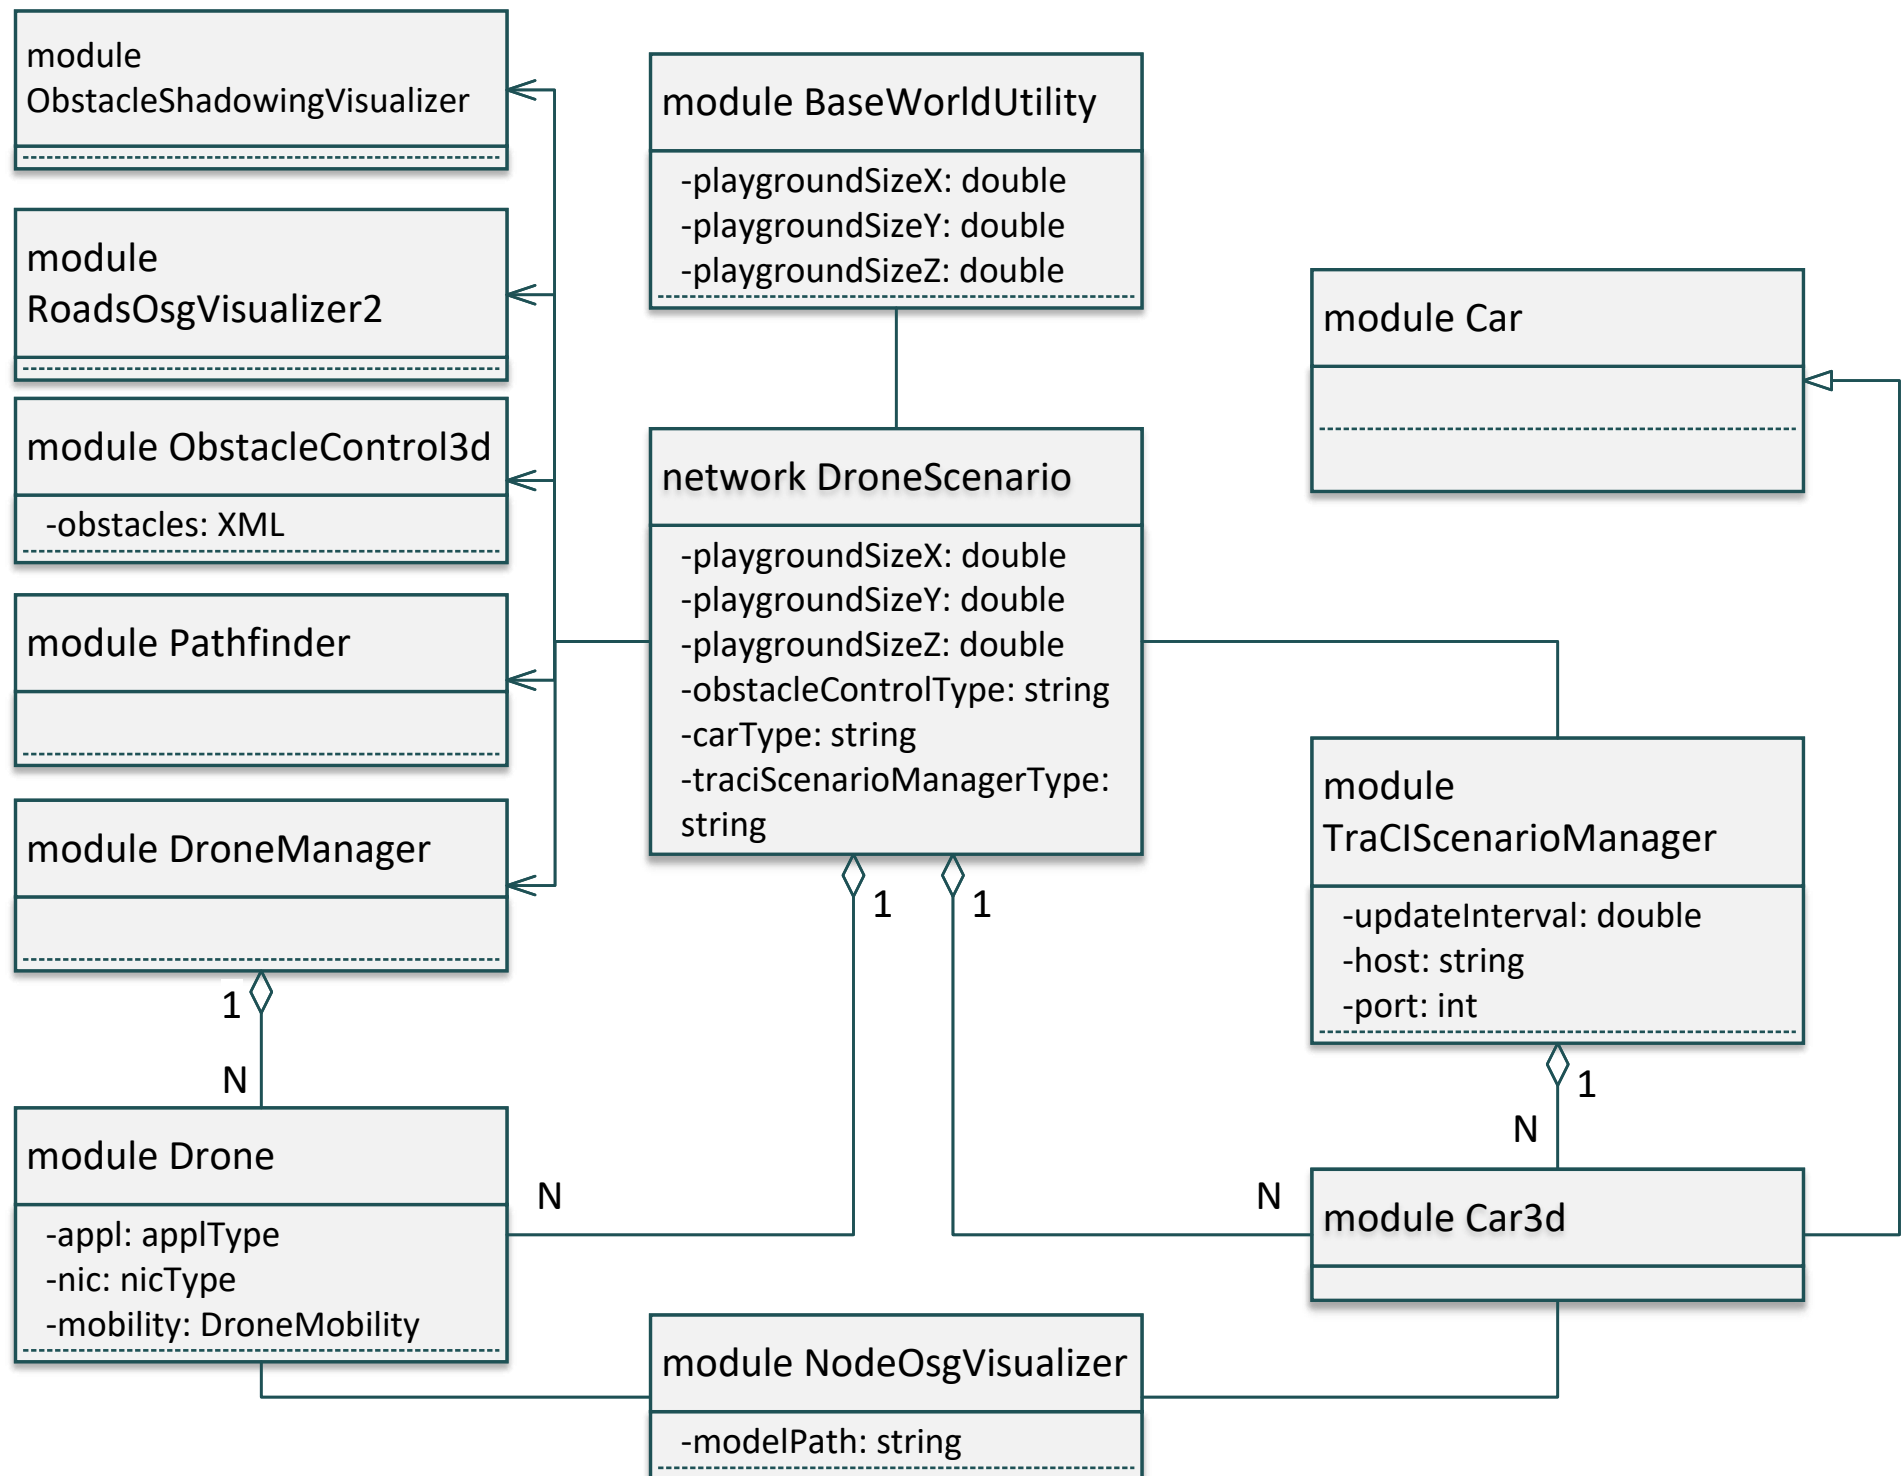 module
ObstacleShadowingVisualizer
module
RoadsOsgVisualizer2
module ObstacleControl3d
-obstacles: XML
module Pathfinder
module DroneManager
1
N
module Drone
-appl: applType
-nic: nicType
-mobility: DroneMobility
module BaseWorldUtility
-playgroundSizeX: double
-playgroundSizeY: double
-playgroundSizeZ: double
network DroneScenario
-playgroundSizeX: double
-playgroundSizeY: double
-playgroundSizeZ: double
-obstacleControlType: string
-carType: string
-traciScenarioManagerType:
string
1
1
N
N
module NodeOsgVisualizer
-modelPath: string
module Car
module
TraCIScenarioManager
-updateInterval: double
-host: string
-port: int
1
N
module Car3d